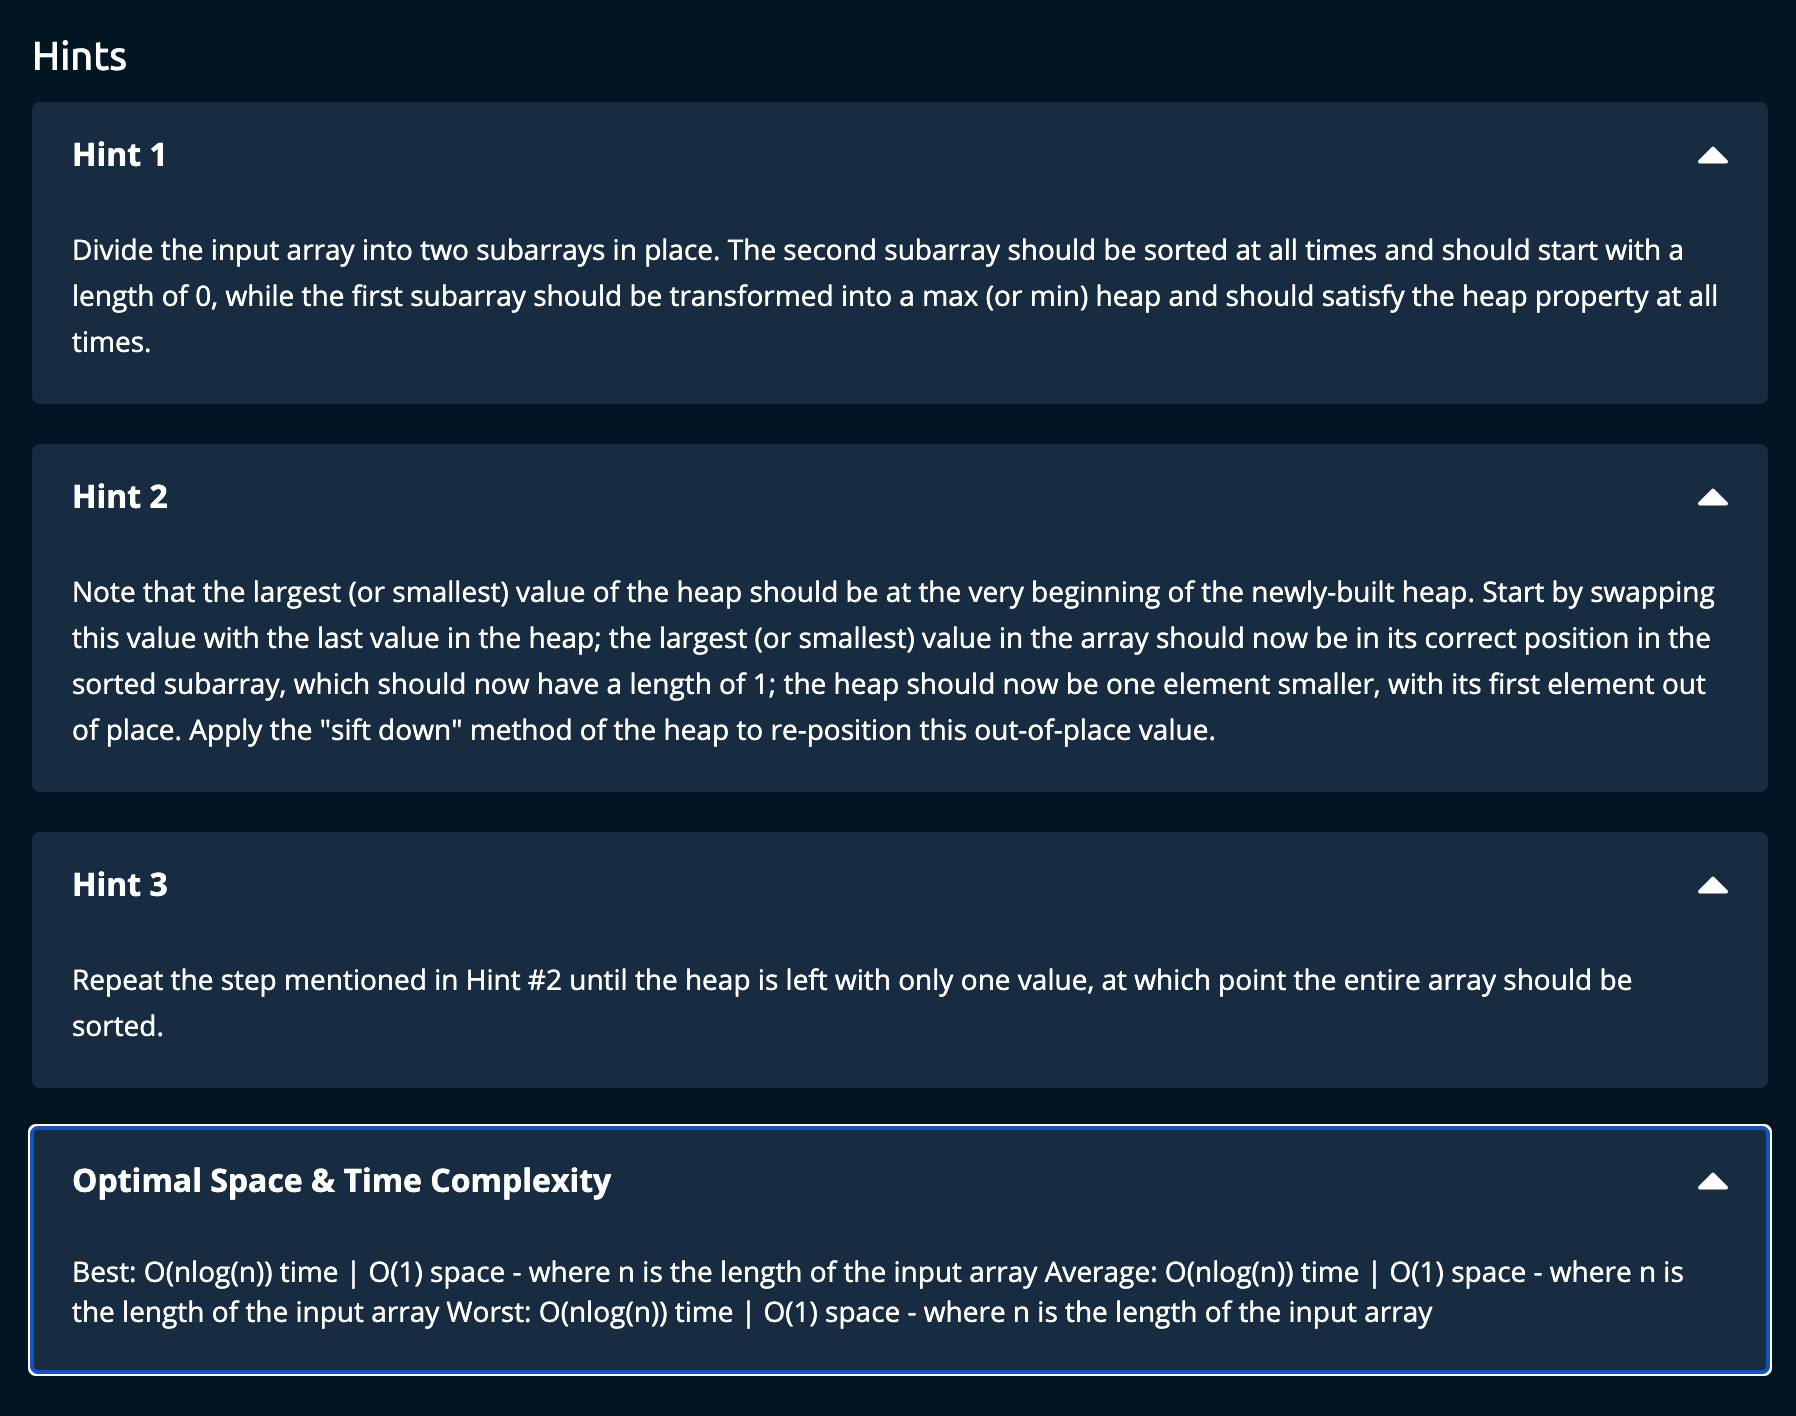 Hints
Hint 1
Divide the input array into two subarrays in place. The second subarray should be sorted at all times and should start with a
length of 0, while the first subarray should be transformed into a max (or min) heap and should satisfy the heap property at all
times.
Hint 2
Note that the largest (or smallest) value of the heap should be at the very beginning of the newly-built heap. Start by swapping
this value with the last value in the heap; the largest (or smallest) value in the array should now be in its correct position in the
sorted subarray, which should now have a length of 1; the heap should now be one element smaller, with its first element out
of place. Apply the "sift down" method of the heap to re-position this out-of-place value.
Hint 3
Repeat the step mentioned in Hint #2 until the heap is left with only one value, at which point the entire array should be
sorted.
Optimal Space & Time Complexity
Best: O(nlog(n)) time | O(1) space - where n is the length of the input array Average: O(nlog(n)) time | O(1) space - where n is
the length of the input array Worst: O(nlog(n)) time | O(1) space - where n is the length of the input array